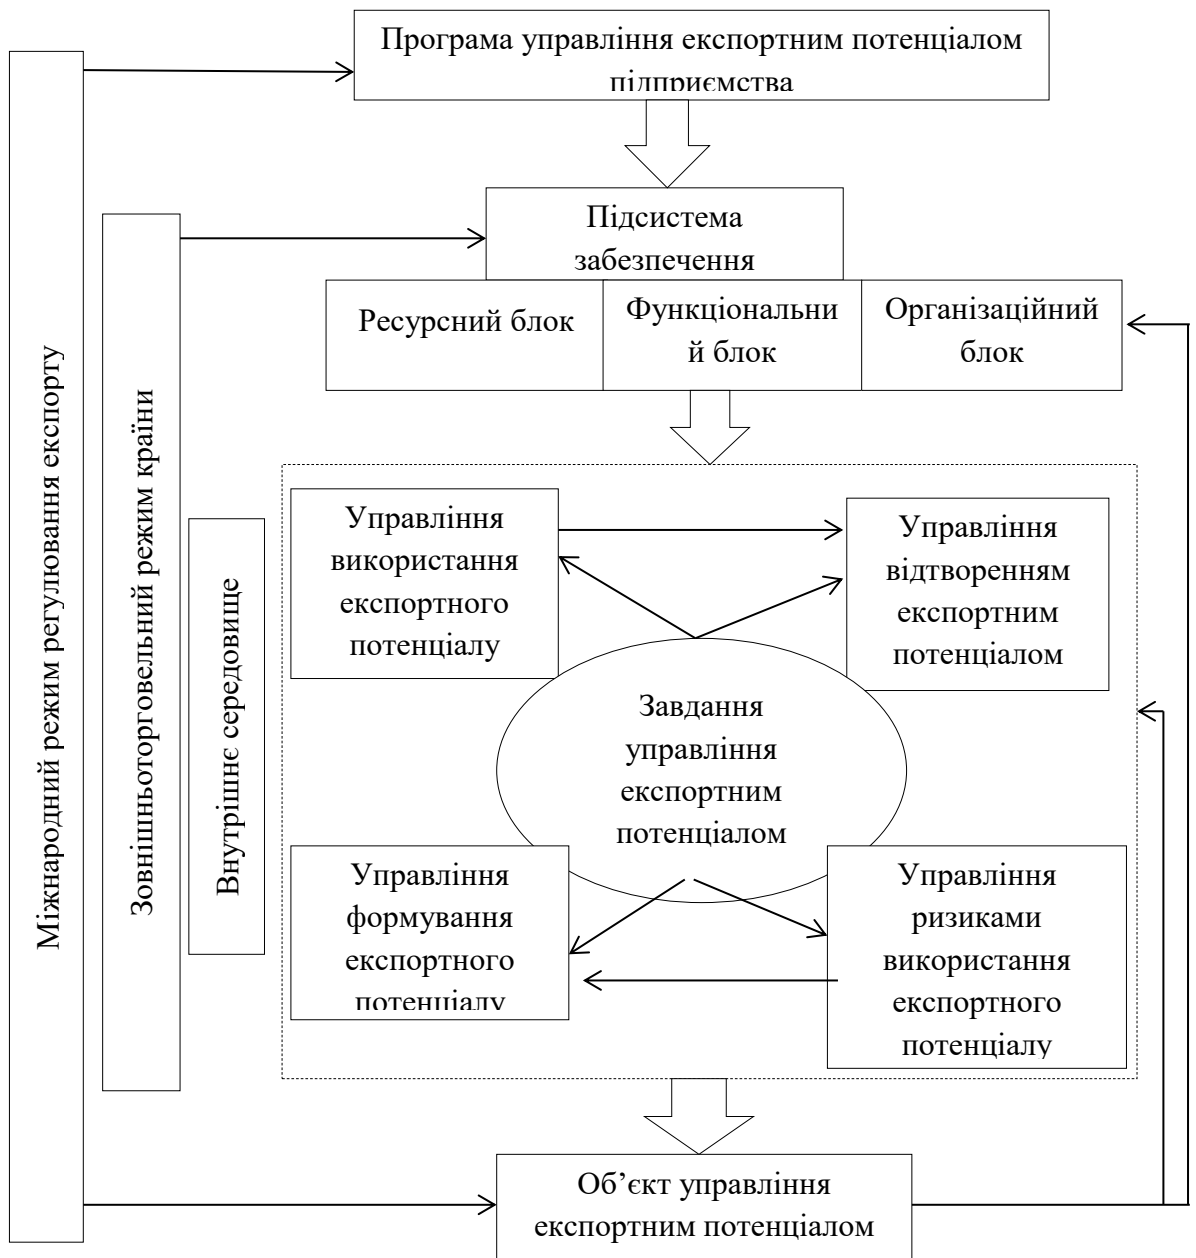 Програма управління експортним потенціалом
підприємства
Підсистема
забезпечення
Ресурсний блок
Функціональни
й блок
Організаційний
блок
Міжнародний режим регулювання експорту
Зовнішньоторговельний режим країни
Внутрішнє середовище
Управління
використання
експортного
потенціалу
Управління
відтворенням
експортним
потенціалом
Завдання
управління
експортним
потенціалом
Управління
формування
експортного
потенціалу
Управління
ризиками
використання
експортного
потенціалу
Об’єкт управління
експортним потенціалом